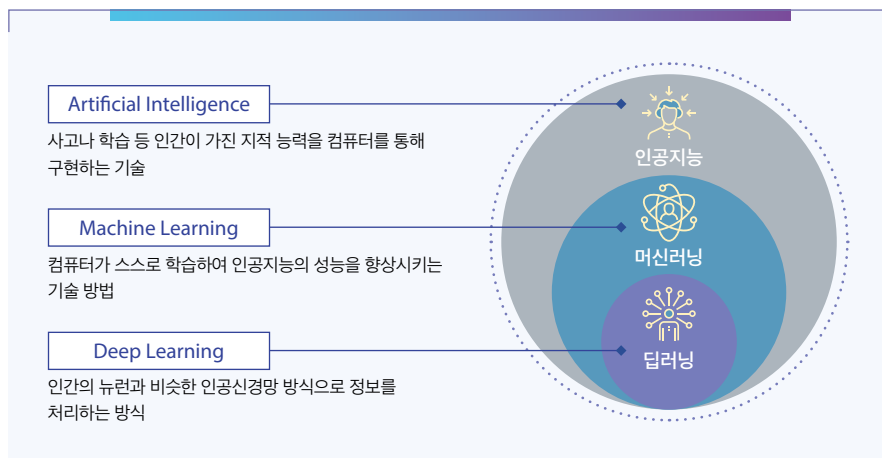 Artificial Intelligence
사고나 학습 등 인간이 가진 지적 능력을 컴퓨터를 통해
구현하는 기술
Machine Learning
컴퓨터가 스스로 학습하여 인공지능의 성능을 향상시키는
기술 방법
Deep Learning
인간의 뉴런과 비슷한 인공신경망 방식으로 정보를
처리하는 방식
인공지능
머신러닝
딥러닝